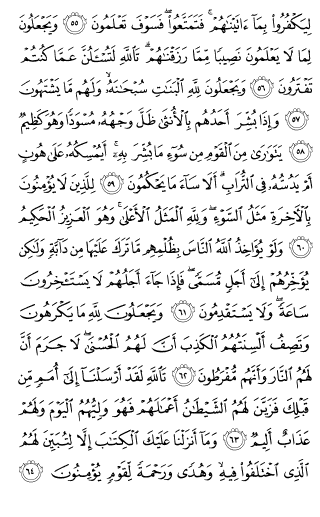 لِيَكْفُرُوا۟ بِمَآ ءَاتَيْنَٰهُمْ ۚ فَتَمَتَّعُوا۟ ۖ فَسَوْفَ تَعْلَمُونَ ۝٥٥ وَيَجْعَلُونَ
لِمَا لَا يَعْلَمُونَ نَصِيبًا مِّمَّا رَزَقْنَٰهُمْ ۗ تَٱللَّهِ لَتُسْـَٔلُنَّ عَمَّا كُنتُمْ
تَفْتَرُونَ ۝٥٦ وَيَجْعَلُونَ لِلَّهِ ٱلْبَنَٰتِ سُبْحَٰنَهُۥ ۙ وَلَهُم مَّا يَشْتَهُونَ
۝٥٧ وَإِذَا بُشِّرَ أَحَدُهُم بِٱلْأُنثَىٰ ظَلَّ وَجْهُهُۥ مُسْوَدًّا وَهُوَ كَظِيمٌ
۝٥٨ يَتَوَٰرَىٰ مِنَ ٱلْقَوْمِ مِن سُوٓءِ مَا بُشِّرَ بِهِۦٓ ۚ أَيُمْسِكُهُۥ عَلَىٰ هُونٍ
أَمْ يَدُسُّهُۥ فِى ٱلتُّرَابِ ۗ أَلَا سَآءَ مَا يَحْكُمُونَ ۝٥٩ لِلَّذِينَ لَا يُؤْمِنُونَ
بِٱلْءَاخِرَةِ مَثَلُ ٱلسَّوْءِ ۖ وَلِلَّهِ ٱلْمَثَلُ ٱلْأَعْلَىٰ ۚ وَهُوَ ٱلْعَزِيزُ ٱلْحَكِيمُ
۝٦٠ وَلَوْ يُؤَاخِذُ ٱللَّهُ ٱلنَّاسَ بِظُلْمِهِم مَّا تَرَكَ عَلَيْهَا مِن دَآبَّةٍ وَلَٰكِن
يُؤَخِّرُهُمْ إِلَىٰٓ أَجَلٍ مُّسَمًّى ۖ فَإِذَا جَآءَ أَجَلُهُمْ لَا يَسْتَـْٔخِرُونَ
سَاعَةً ۖ وَلَا يَسْتَقْدِمُونَ ۝٦١ وَيَجْعَلُونَ لِلَّهِ مَا يَكْرَهُونَ
وَتَصِفُ أَلْسِنَتُهُمُ ٱلْكَذِبَ أَنَّ لَهُمُ ٱلْحُسْنَىٰ ۖ لَا جَرَمَ أَنَّ
لَهُمُ ٱلنَّارَ وَأَنَّهُم مُّفْرَطُونَ ۝٦٢ تَٱللَّهِ لَقَدْ أَرْسَلْنَآ إِلَىٰٓ أُمَمٍ مِّن
قَبْلِكَ فَزَيَّنَ لَهُمُ ٱلشَّيْطَٰنُ أَعْمَٰلَهُمْ فَهُوَ وَلِيُّهُمُ ٱلْيَوْمَ وَلَهُمْ
عَذَابٌ أَلِيمٌ ۝٦٣ وَمَآ أَنزَلْنَا عَلَيْكَ ٱلْكِتَٰبَ إِلَّا لِتُبَيِّنَ لَهُمُ
ٱلَّذِى ٱخْتَلَفُوا۟ فِيهِ ۙ وَهُدًى وَرَحْمَةً لِّقَوْمٍ يُؤْمِنُونَ ۝٦٤